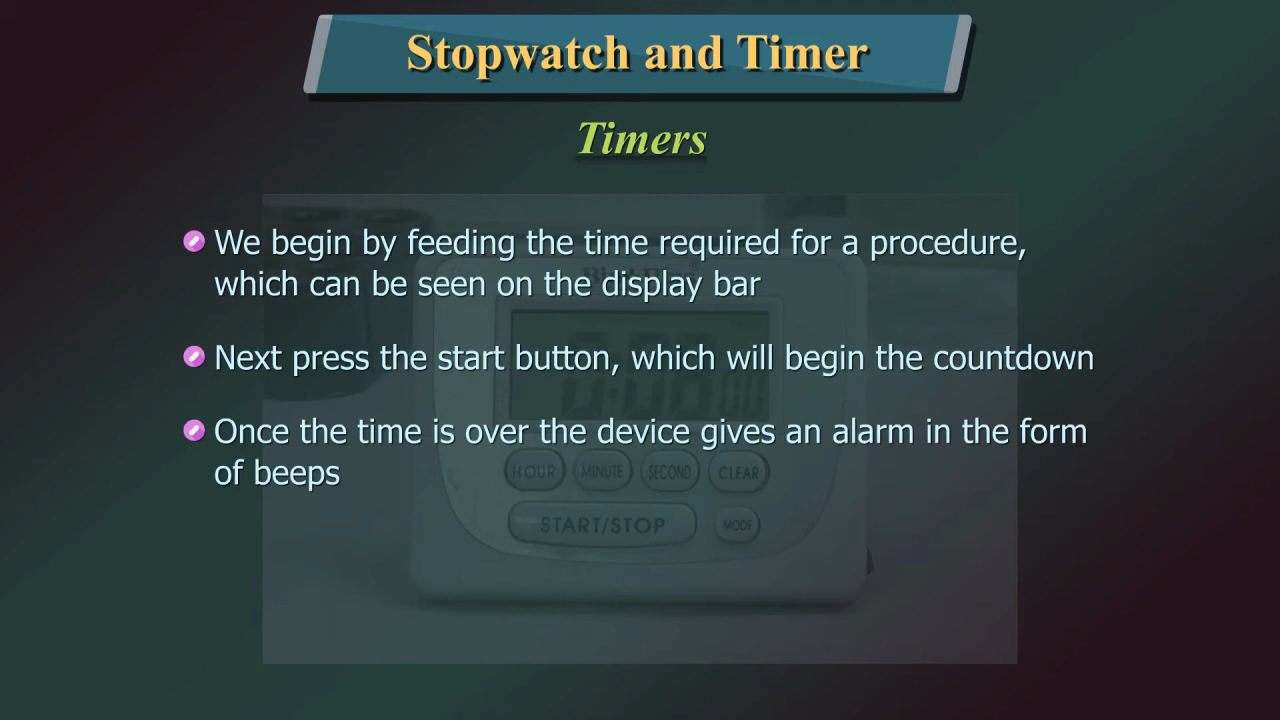 Stopwatch and Timer
Timers
We begin by feeding the time required for a procedure,
which can be seen on the display bar
Next press the start button, which will begin the countdown
Once the time is over the device gives an alarm in the form
of beeps
HOUR MINUTE SECOND CLEAR
START/STOP MODE